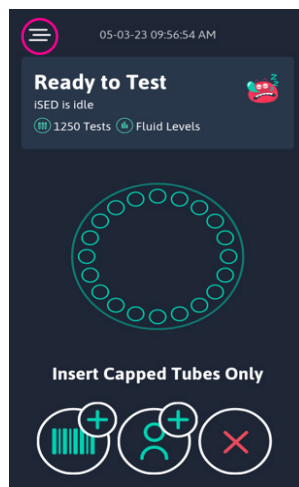 05-03-23 09:56:54 AM
Ready to Test
iSED is idle
1250 Tests Fluid Levels
Insert Capped Tubes Only